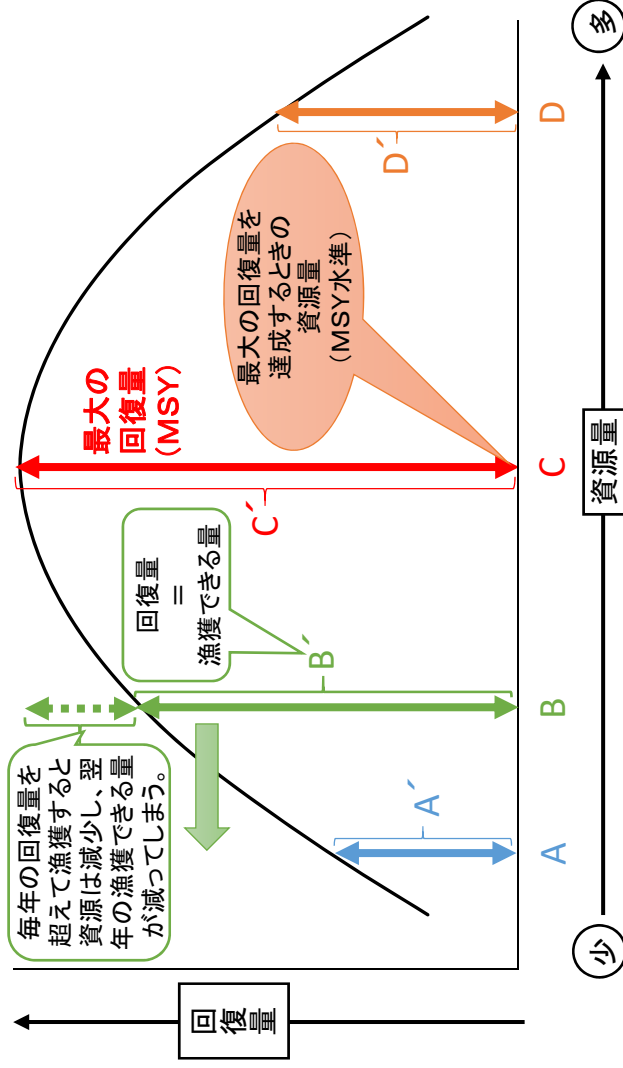 毎年の回復量を
超えて漁獲すると
資源は減少し、翌
年の漁獲できる量
が減ってしまう。
回復量
＝
漁獲できる量
最大の
回復量
(MSY)
最大の回復量を
達成するときの
資源量
(MSY水準)
回復量
A´
B´
C´
D´
A
B
C
D
少
資源量
多